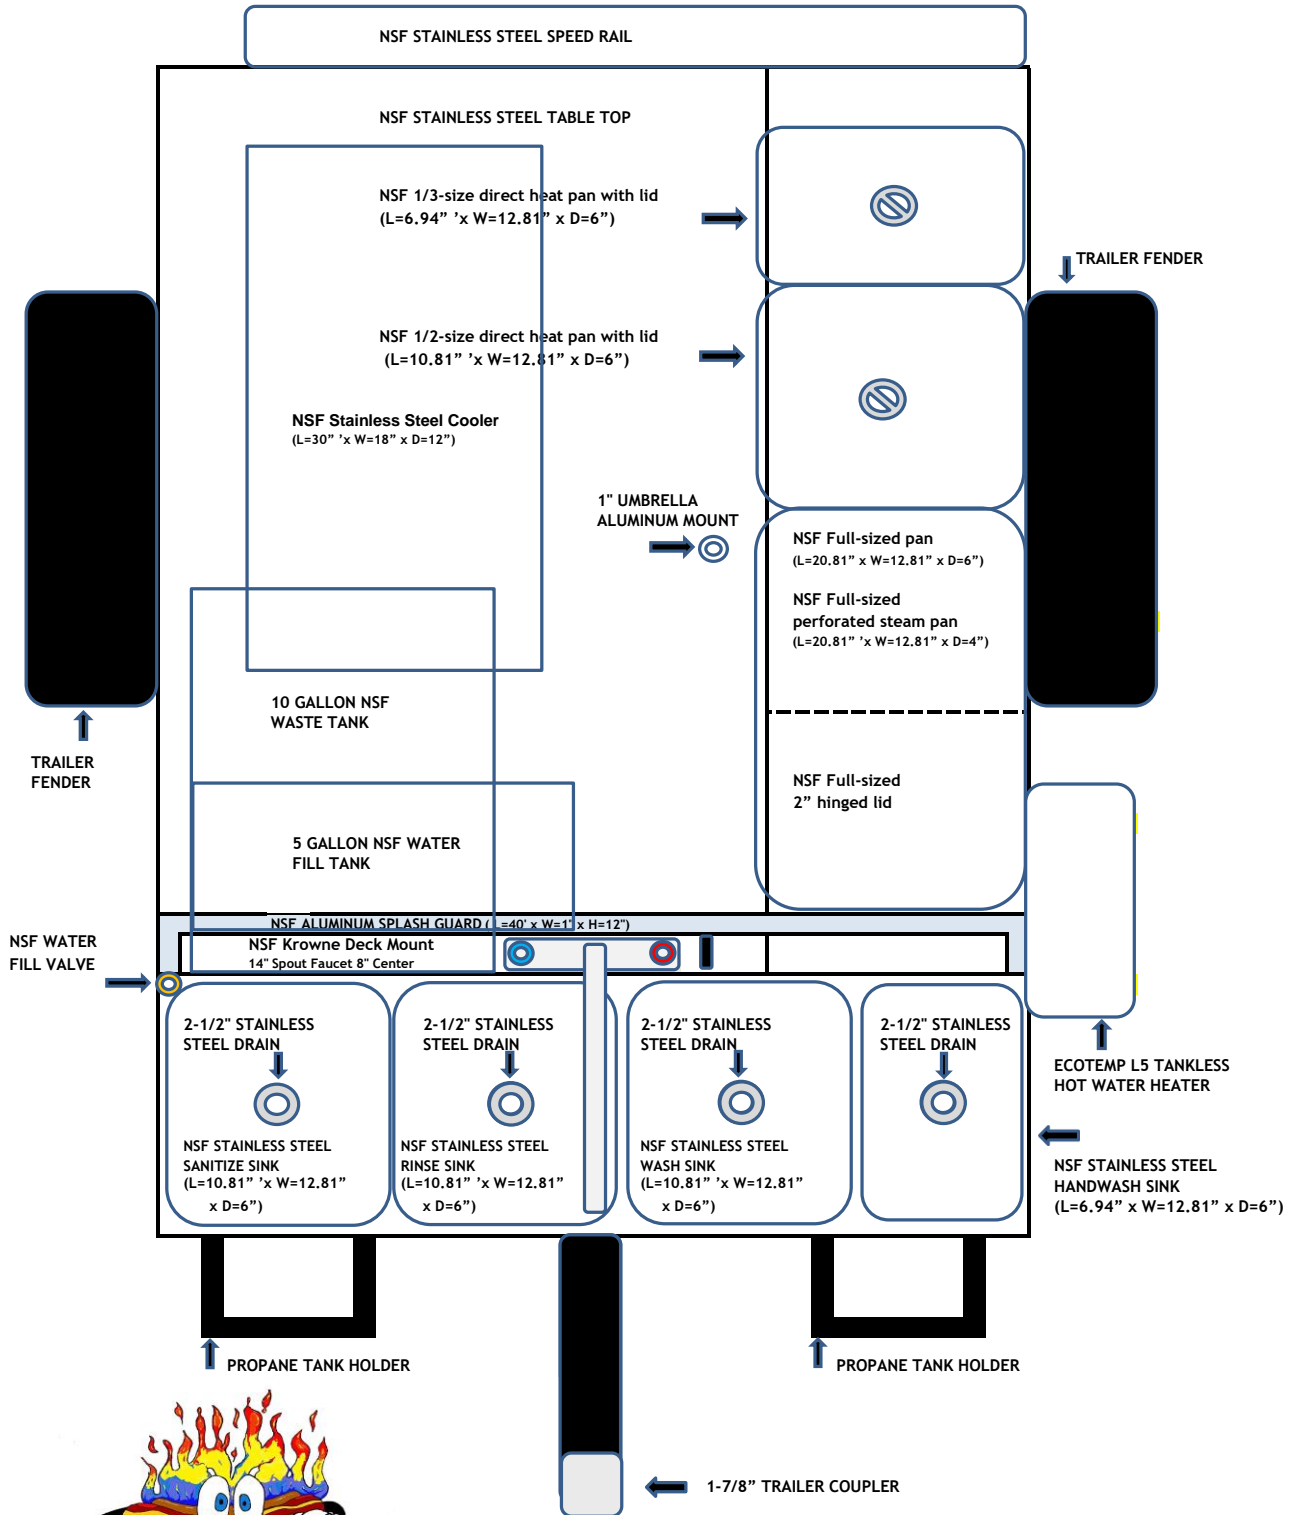 NSF STAINLESS STEEL SPEED RAIL
NSF STAINLESS STEEL TABLE TOP
NSF 1/3-size direct heat pan with lid
(L=6.94” ’x W=12.81” x D=6”)
TRAILER FENDER
NSF 1/2-size direct heat pan with lid
(L=10.81” ’x W=12.81” x D=6”)
NSF Stainless Steel Cooler
(L=30” ’x W=18” x D=12”)
1" UMBRELLA
ALUMINUM MOUNT
NSF Full-sized pan
(L=20.81” x W=12.81” x D=6”)
NSF Full-sized
perforated steam pan
(L=20.81” ’x W=12.81” x D=4”)
10 GALLON NSF
WASTE TANK
TRAILER
FENDER
NSF Full-sized
2” hinged lid
5 GALLON NSF WATER
FILL TANK
NSF ALUMINUM SPLASH GUARD (L=40' x W=1" x H=12")
NSF WATER
FILL VALVE
NSF Krowne Deck Mount
14" Spout Faucet 8" Center
2-1/2" STAINLESS
STEEL DRAIN
2-1/2" STAINLESS
STEEL DRAIN
2-1/2" STAINLESS
STEEL DRAIN
2-1/2" STAINLESS
STEEL DRAIN
ECOTEMP L5 TANKLESS
HOT WATER HEATER
NSF STAINLESS STEEL
SANITIZE SINK
(L=10.81” ’x W=12.81”
x D=6”)
NSF STAINLESS STEEL
RINSE SINK
(L=10.81” ’x W=12.81”
x D=6”)
NSF STAINLESS STEEL
WASH SINK
(L=10.81” ’x W=12.81”
x D=6”)
NSF STAINLESS STEEL
HANDWASH SINK
(L=6.94” x W=12.81” x D=6”)
PROPANE TANK HOLDER
PROPANE TANK HOLDER
1-7/8” TRAILER COUPLER